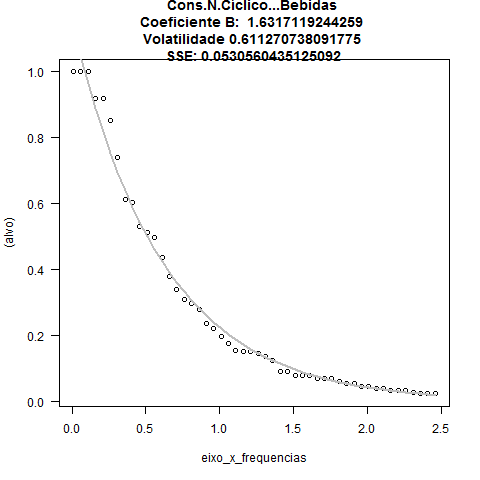 Cons.N.Ciclico...Bebidas
Coeficiente B:  1.6317119244259
Volatilidade 0.611270738091775
SSE: 0.0530560435125092
1.0
0.8
0.6
0.4
0.2
0.0
(alvo)
0.0 0.5 1.0 1.5 2.0 2.5
eixo_x_frequencias